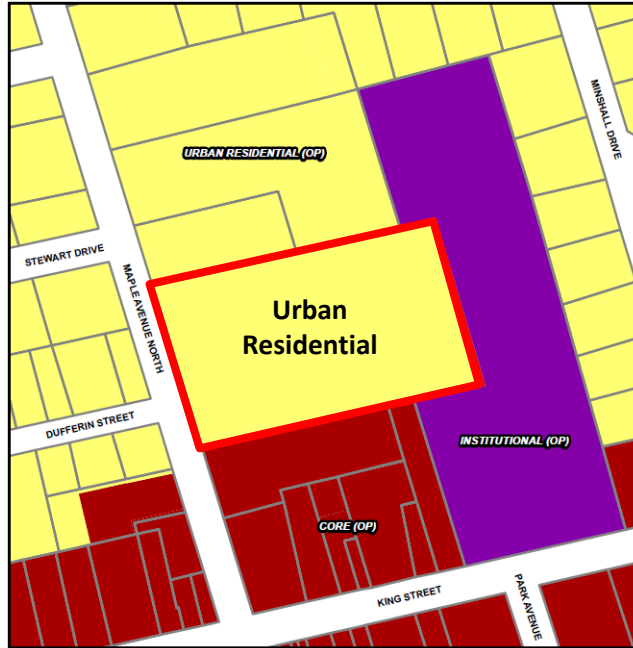 MINSHALL DRIVE
URBAN RESIDENTIAL (OP)
STEWART DRIVE
MAPLE AVENUE NORTH
Urban
Residential
DUFFERIN STREET
INSTITUTIONAL (OP)
CORE (OP)
KING STREET
PARK AVENUE